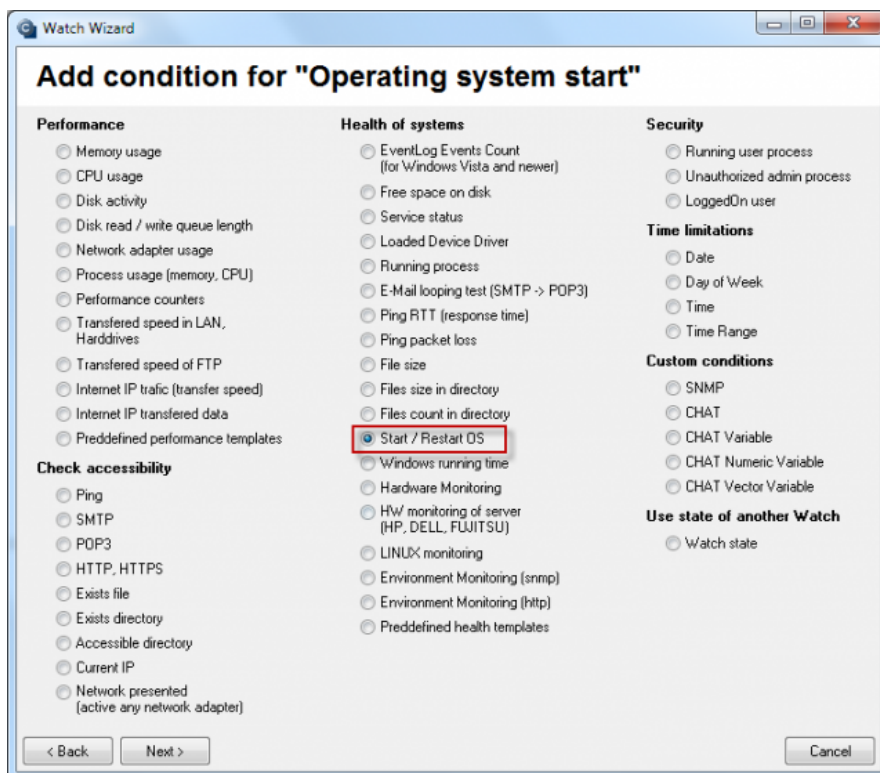 Watch Wizard
Add condition for "Operating system start"
Performance
Memory usage
CPU usage
Disk activity
Disk read / write queue length
Network adapter usage
Process usage (memory, CPU)
Performance counters
Transfered speed in LAN,
Harddrives
Transfered speed of FTP
Internet IP trafic (transfer speed)
Internet IP transfered data
Preddefined performance templates
Check accessibility
Ping
SMTP
POP3
HTTP, HTTPS
Exists file
Exists directory
Accessible directory
Current IP
Network presented
(active any network adapter)
Health of systems
EventLog Events Count
(for Windows Vista and newer)
Free space on disk
Service status
Loaded Device Driver
Running process
E-Mail looping test (SMTP -> POP3)
Ping RTT (response time)
Ping packet loss
File size
Files size in directory
Files count in directory
Start / Restart OS
Windows running time
Hardware Monitoring
HW monitoring of server
(HP, DELL, FUJITSU)
LINUX monitoring
Environment Monitoring (snmp)
Environment Monitoring (http)
Preddefined health templates
Security
Running user process
Unauthorized admin process
LoggedOn user
Time limitations
Date
Day of Week
Time
Time Range
Custom conditions
SNMP
CHAT
CHAT Variable
CHAT Numeric Variable
CHAT Vector Variable
Use state of another Watch
Watch state
< Back
Next >
Cancel